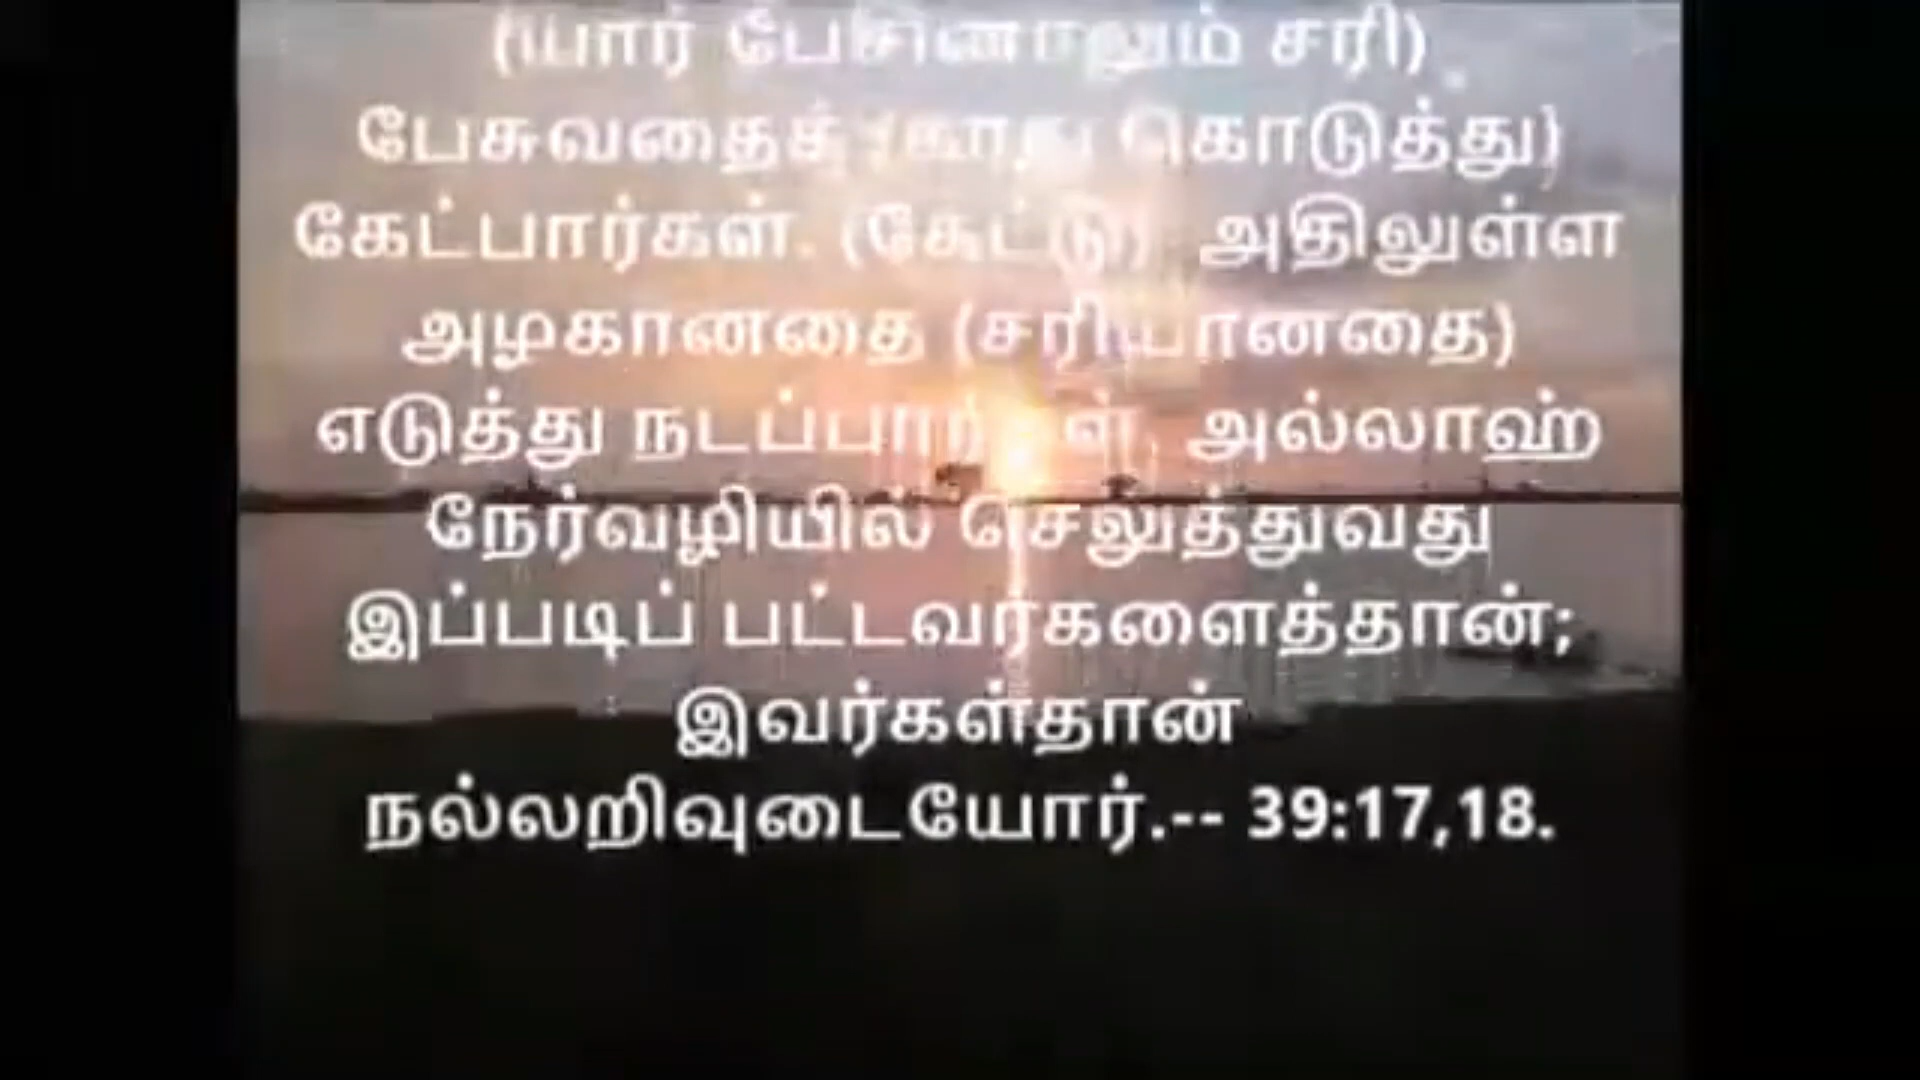 (யார் பேசினாலும் சரி)
பேசுவதைக் (காது கொடுத்து)
கேட்பார்கள். (கேட்டு) அதிலுள்ள
அழகானதை (சரியானதை)
எடுத்து நடப்பார்கள். அல்லாஹ்
நேர்வழியில் செலுத்துவது
இப்படிப் பட்டவர்களைத்தான்;
இவர்கள்தான்
நல்லறிவுடையோர்.-- 39:17,18.